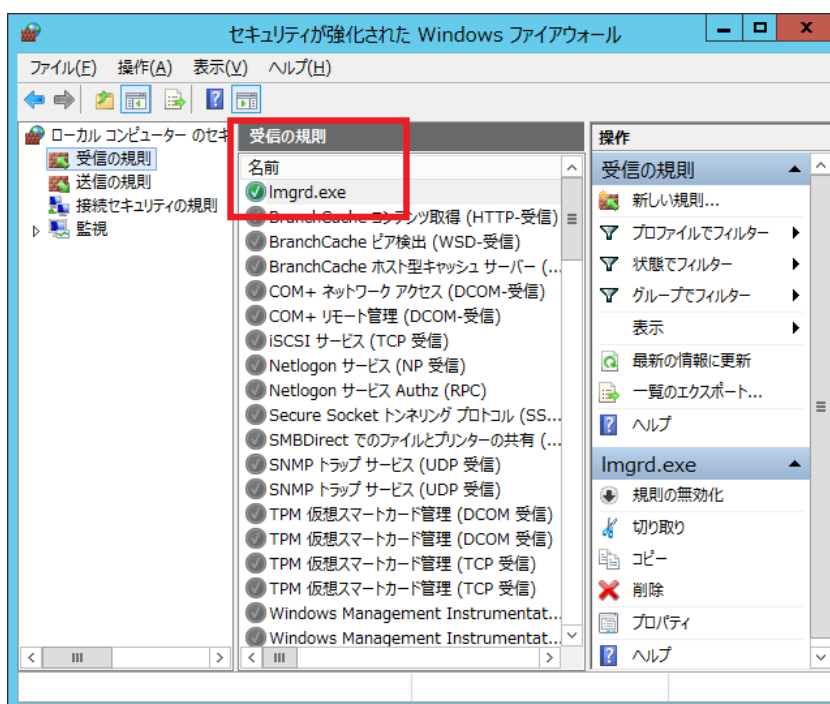 セキュリティが強化された Windows ファイアウォール
ファイル(F) 操作(A) 表示(V) ヘルプ(H)
ローカル コンピューター のセキ
受信の規則
送信の規則
接続セキュリティの規則
監視
受信の規則
名前
lmgrd.exe
BranchCache コンテンツ取得 (HTTP-受信)
BranchCache ピア検出 (WSD-受信)
BranchCache ホスト型キャッシュ サーバー (...
COM+ ネットワーク アクセス (DCOM-受信)
COM+ リモート管理 (DCOM-受信)
iSCSI サービス (TCP 受信)
Netlogon サービス (NP 受信)
Netlogon サービス Authz (RPC)
Secure Socket トンネリング プロトコル (SS...
SMBDirect でのファイルとプリンターの共有 (...
SNMP トラップ サービス (UDP 受信)
SNMP トラップ サービス (UDP 受信)
TPM 仮想スマートカード管理 (DCOM 受信)
TPM 仮想スマートカード管理 (DCOM 受信)
TPM 仮想スマートカード管理 (TCP 受信)
TPM 仮想スマートカード管理 (TCP 受信)
Windows Management Instrumentat...
Windows Management Instrumentat...
操作
受信の規則
新しい規則...
プロファイルでフィルター
状態でフィルター
グループでフィルター
表示
最新の情報に更新
一覧のエクスポート...
ヘルプ
lmgrd.exe
規則の無効化
切り取り
コピー
削除
プロパティ
ヘルプ